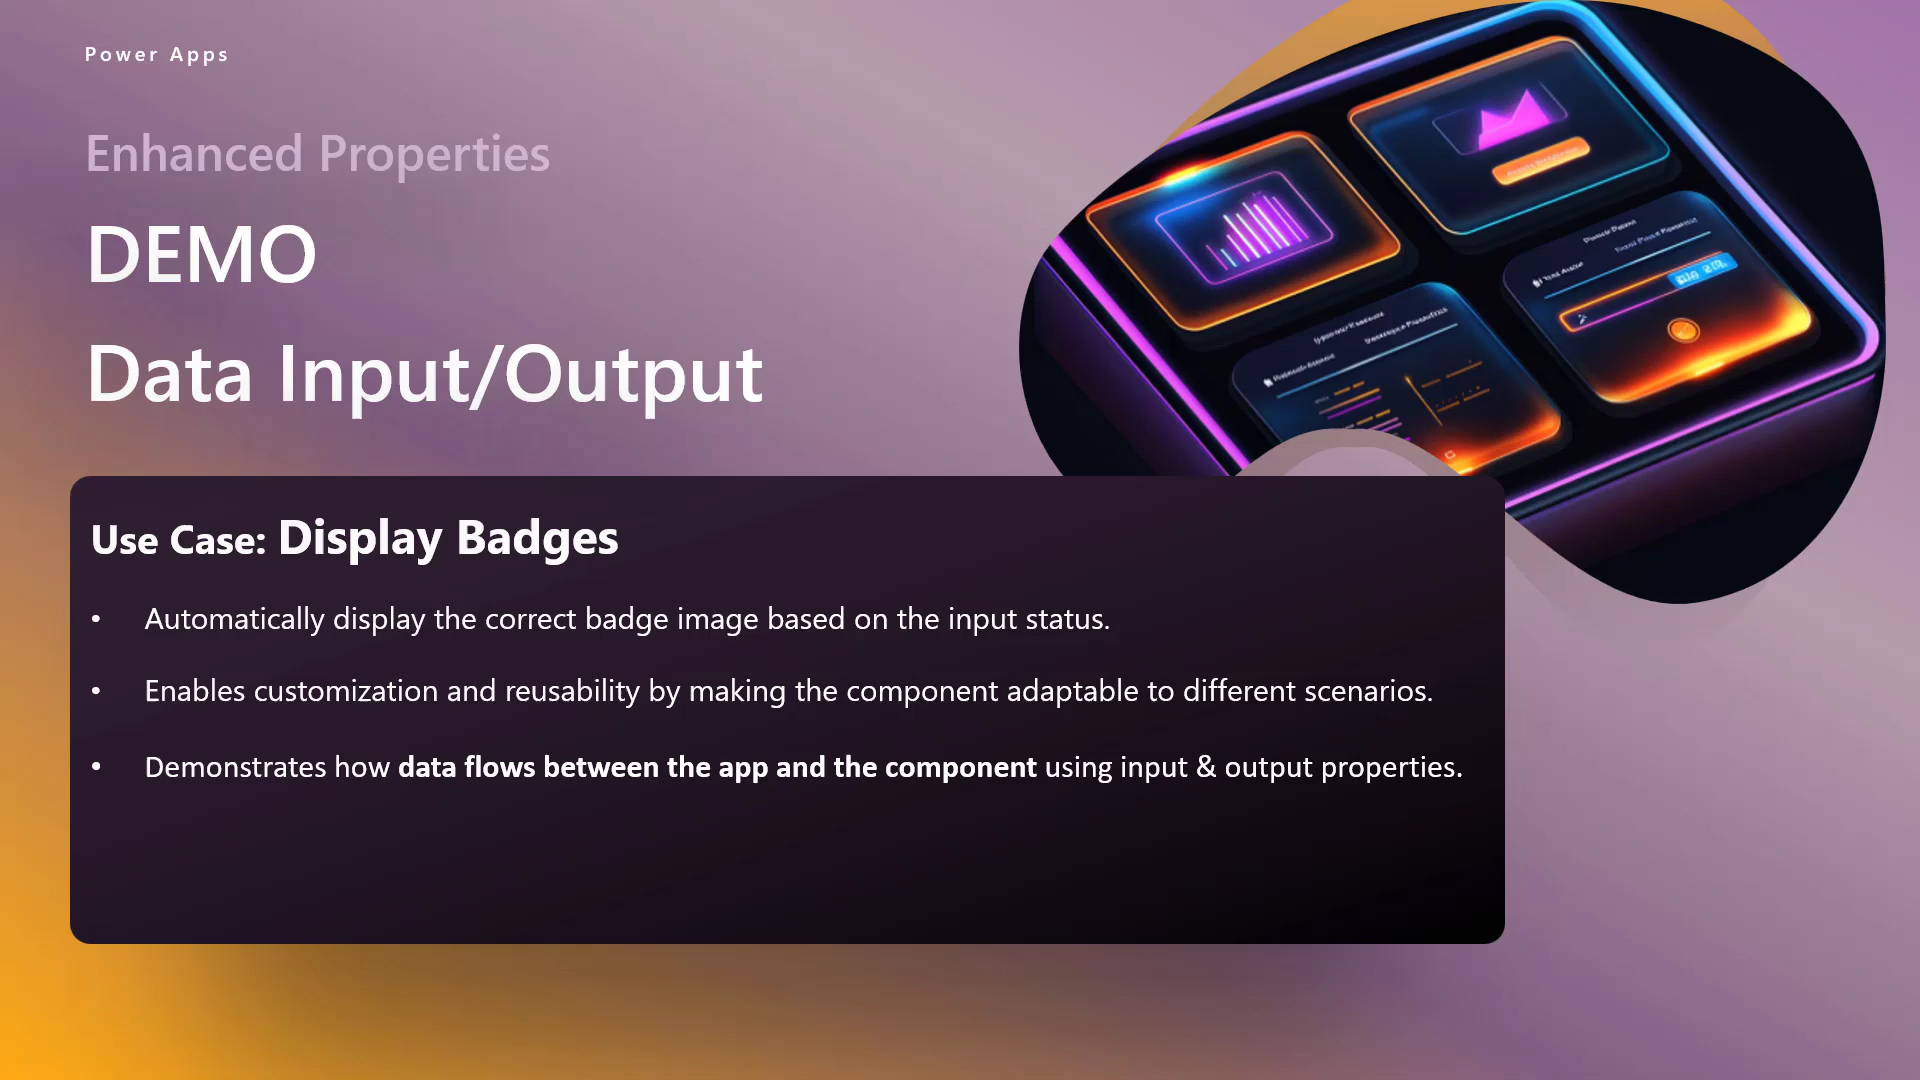 Power Apps
Enhanced Properties
DEMO
Data Input/Output
Use Case: Display Badges
• Automatically display the correct badge image based on the input status.
• Enables customization and reusability by making the component adaptable to different scenarios.
• Demonstrates how data flows between the app and the component using input & output properties.